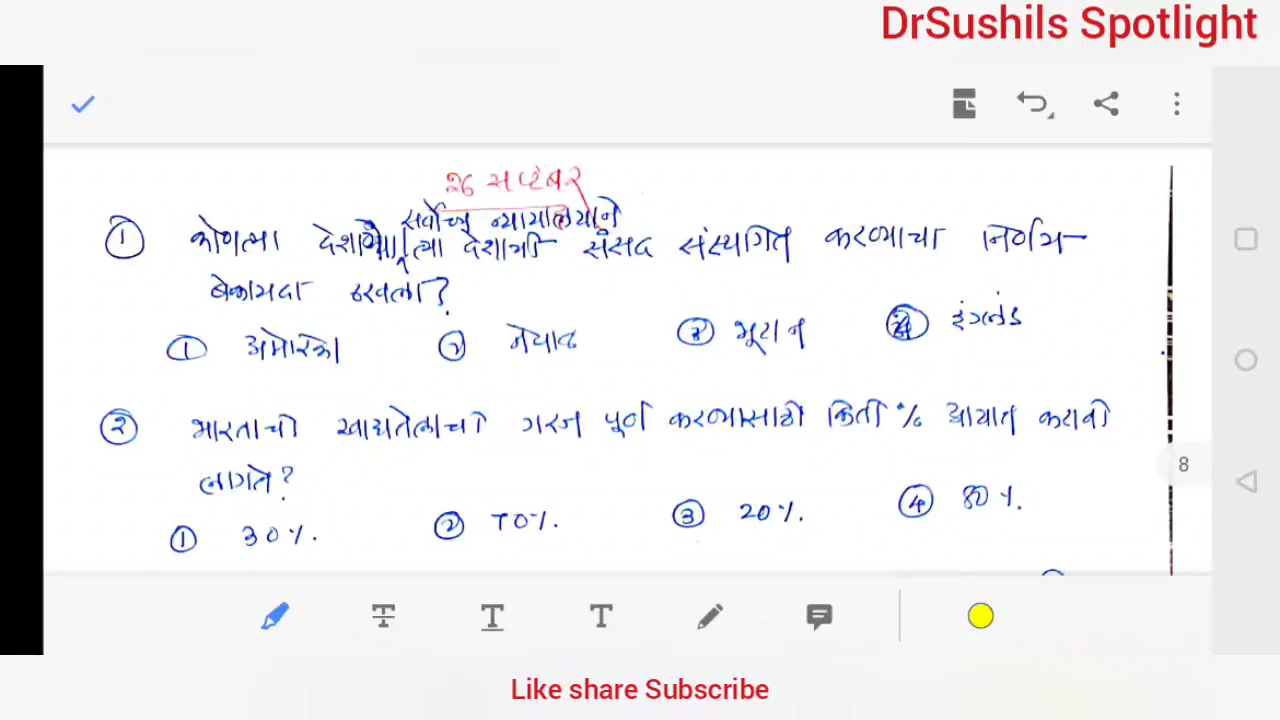 DrSushils Spotlight
२६ सप्टेंबर
सर्वोच्च न्यायालयाने
① कोणत्या देशाच्या त्या देशाची संसद संस्थगित करण्याचा निर्णय
बेकायदा ठरवला?
① अमेरिका ② नेपाळ ③ भूटान ④ इंग्लंड
② भारताची खाद्यतेलाची गरज पूर्ण करण्यासाठी किती % आयात करावी
लागते?
① 30%. ② 70%. ③ 20%. ④ 80%.
8
Like share Subscribe